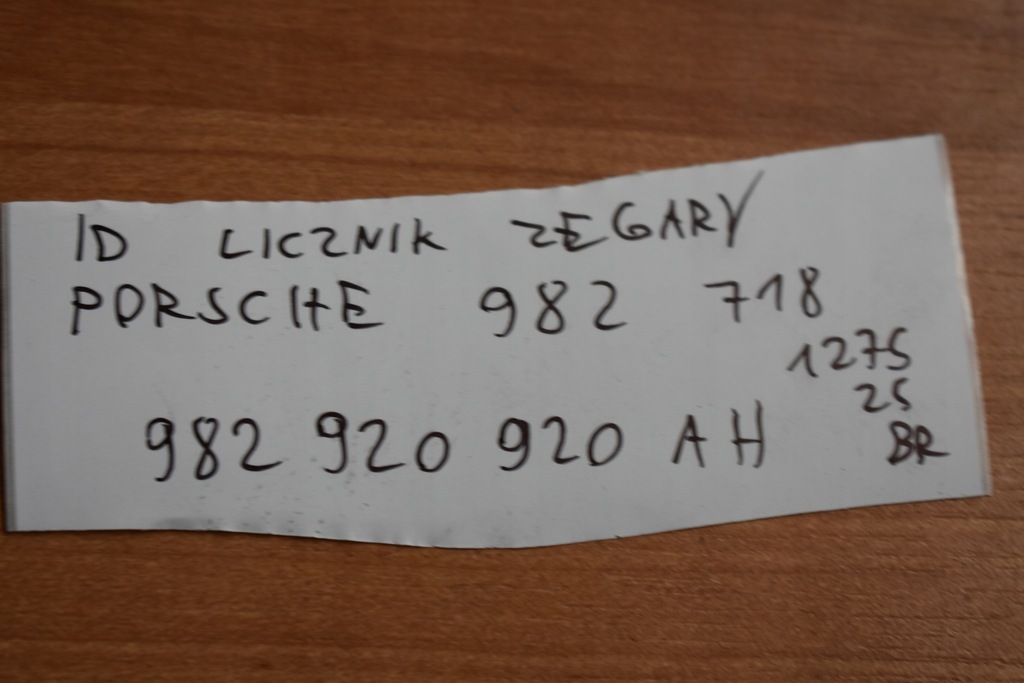 ID LICZNIK ZEGARY
PORSCHE 982 718
1275
25
982 920 920 AH BR